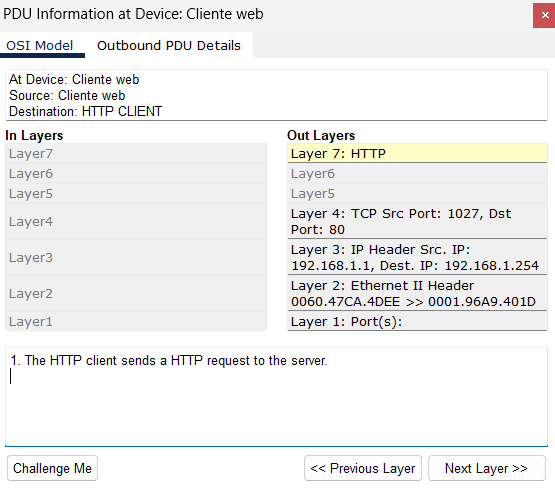 PDU Information at Device: Cliente web
OSI Model Outbound PDU Details
At Device: Cliente web
Source: Cliente web
Destination: HTTP CLIENT
In Layers
Layer7
Layer6
Layer5
Layer4
Layer3
Layer2
Layer1
Out Layers
Layer 7: HTTP
Layer6
Layer5
Layer 4: TCP Src Port: 1027, Dst
Port: 80
Layer 3: IP Header Src. IP:
192.168.1.1, Dest. IP: 192.168.1.254
Layer 2: Ethernet II Header
0060.47CA.4DEE >> 0001.96A9.401D
Layer 1: Port(s):
1. The HTTP client sends a HTTP request to the server.
Challenge Me << Previous Layer Next Layer >>